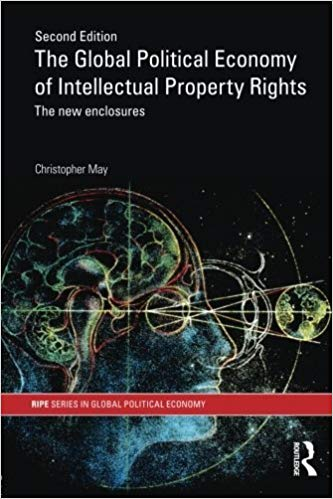 Second Edition
The Global Political Economy
of Intellectual Property Rights
The new enclosures
Christopher May
RIPE SERIES IN GLOBAL POLITICAL ECONOMY
ROUTLEDGE